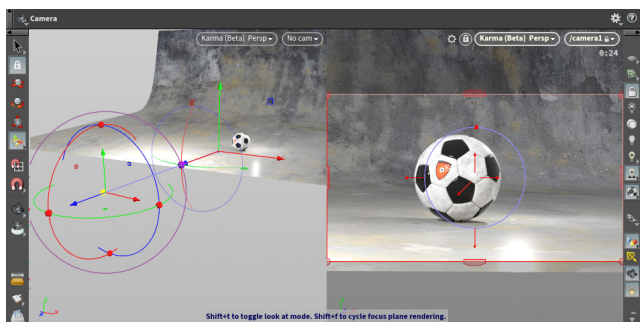 Camera
Karma (Beta) Persp
No cam
Karma (Beta) Persp
/camera1
0:24
Shift+t to toggle look at mode. Shift+f to cycle focus plane rendering.